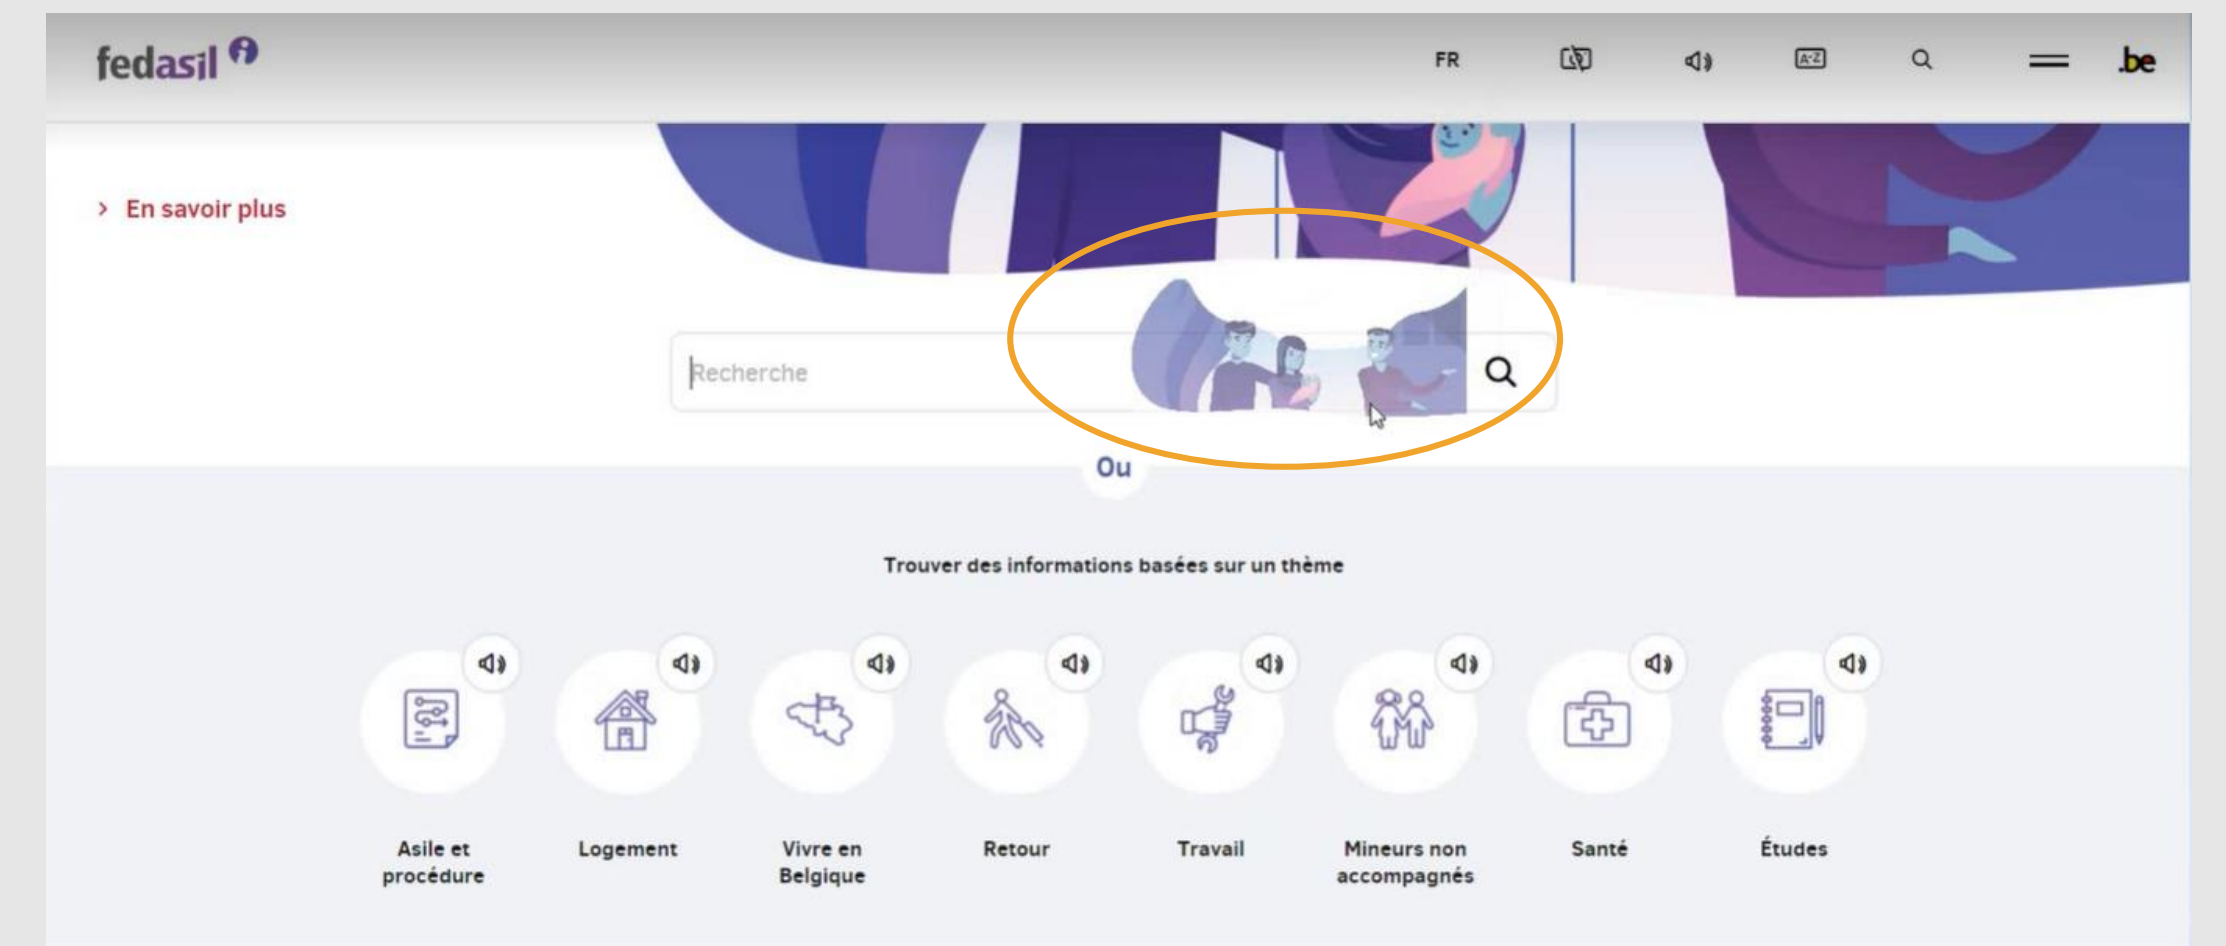 fedasil i
FR
A-Z
.be
En savoir plus
Recherche
Ou
Trouver des informations basées sur un thème
Asile et
procédure
Logement
Vivre en
Belgique
Retour
Travail
Mineurs non
accompagnés
Santé
Études